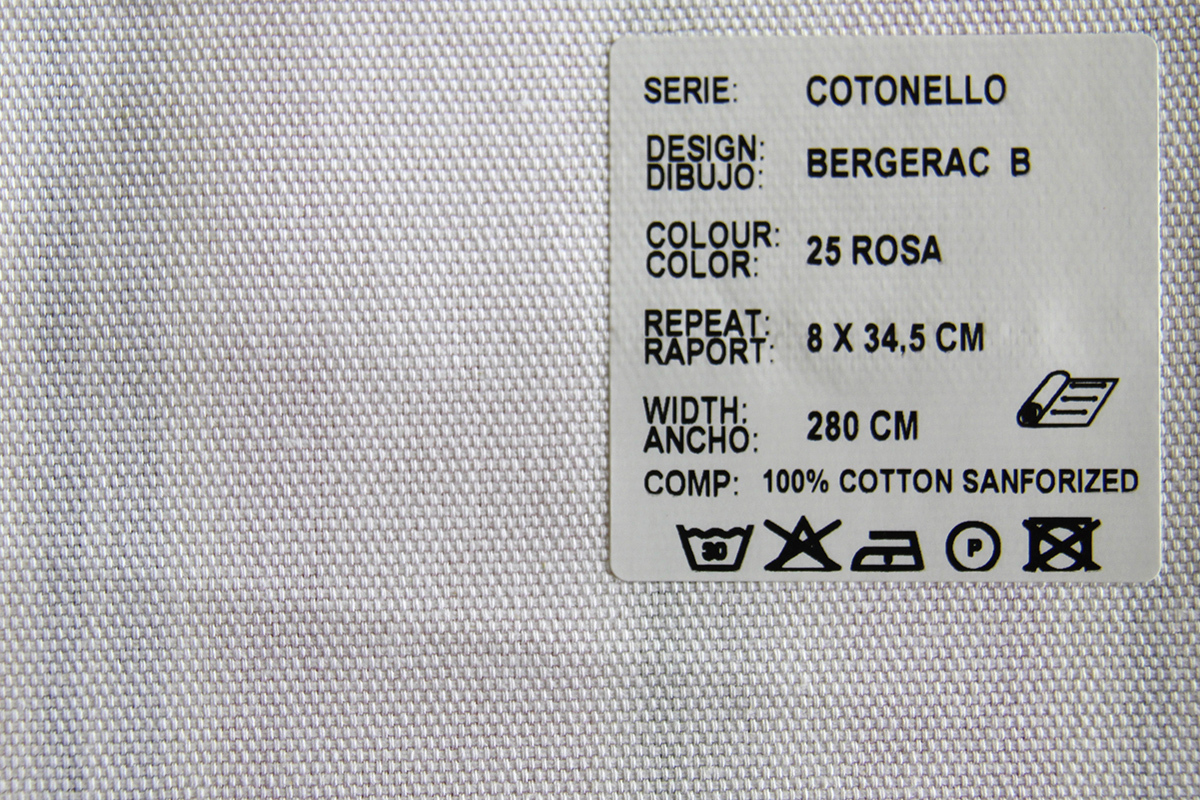 SERIE: COTONELLO
DESIGN: BERGERAC B
DIBUJO:
COLOUR: 25 ROSA
COLOR:
REPEAT: 8 X 34,5 CM
RAPORT:
WIDTH: 280 CM
ANCHO:
COMP: 100% COTTON SANFORIZED
30 P